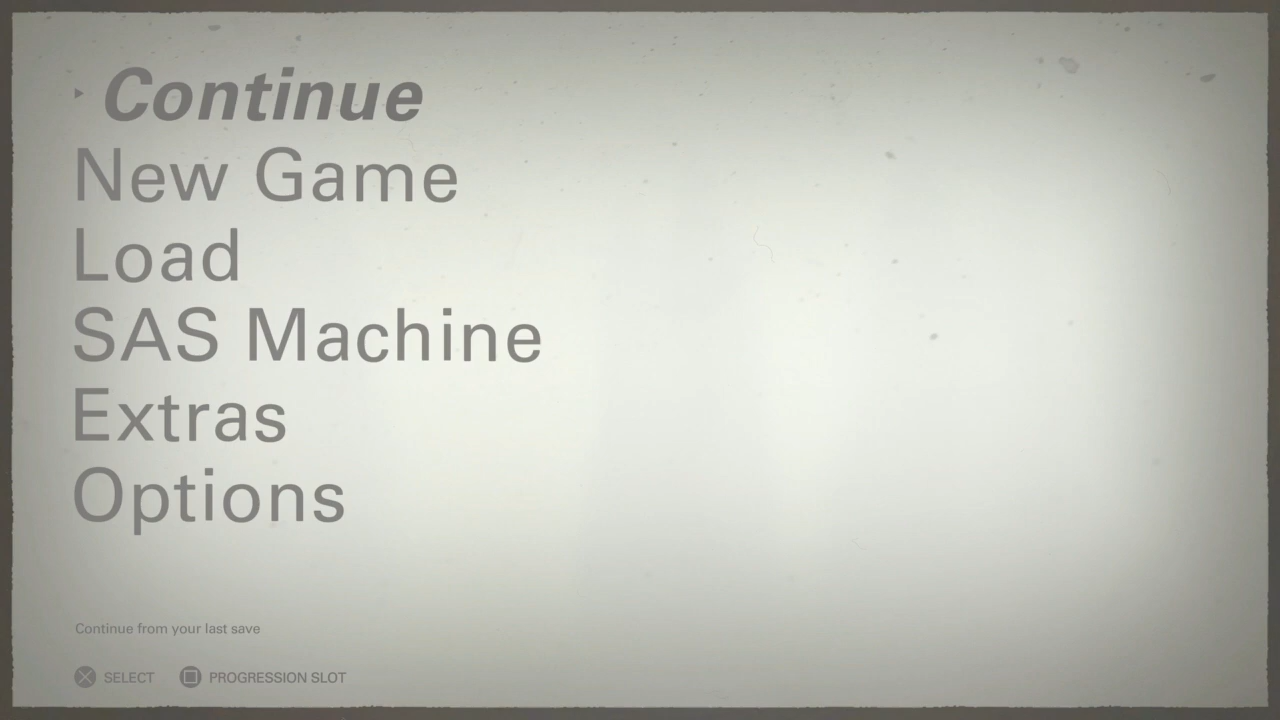 Continue
New Game
Load
SAS Machine
Extras
Options
Continue from your last save
SELECT PROGRESSION SLOT